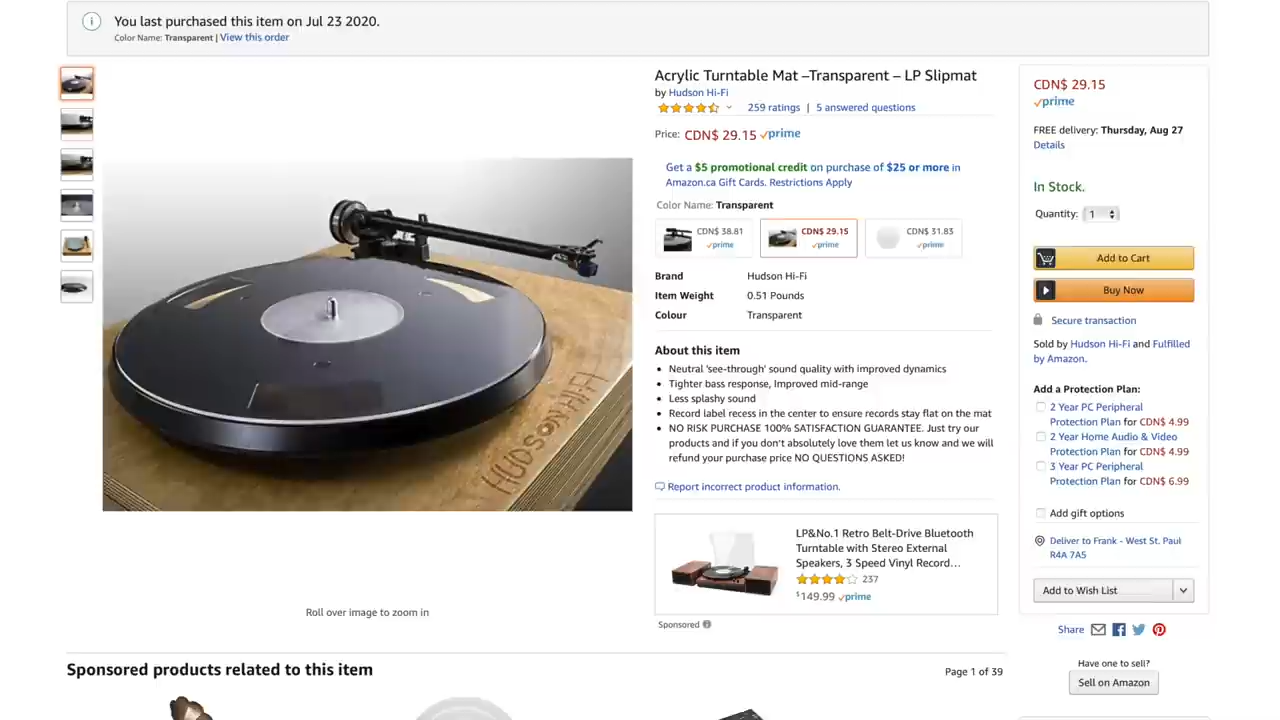 You last purchased this item on Jul 23 2020.
Color Name: Transparent | View this order
Acrylic Turntable Mat –Transparent – LP Slipmat
by Hudson Hi-Fi
259 ratings | 5 answered questions
Price: CDN$ 29.15 prime
Get a $5 promotional credit on purchase of $25 or more in
Amazon.ca Gift Cards. Restrictions Apply
Color Name: Transparent
CDN$ 38.81
prime
CDN$ 29.15
prime
CDN$ 31.83
prime
Brand Hudson Hi-Fi
Item Weight 0.51 Pounds
Colour Transparent
About this item
Neutral 'see-through' sound quality with improved dynamics
Tighter bass response, Improved mid-range
Less splashy sound
Record label recess in the center to ensure records stay flat on the mat
NO RISK PURCHASE 100% SATISFACTION GUARANTEE. Just try our
products and if you don't absolutely love them let us know and we will
refund your purchase price NO QUESTIONS ASKED!
Report incorrect product information.
HUDSON HI-FI
Roll over image to zoom in
LP&No.1 Retro Belt-Drive Bluetooth
Turntable with Stereo External
Speakers, 3 Speed Vinyl Record…
237
$149.99 prime
Sponsored
CDN$ 29.15
prime
FREE delivery: Thursday, Aug 27
Details
In Stock.
Quantity: 1
Add to Cart
Buy Now
Secure transaction
Sold by Hudson Hi-Fi and Fulfilled
by Amazon.
Add a Protection Plan:
2 Year PC Peripheral
Protection Plan for CDN$ 4.99
2 Year Home Audio & Video
Protection Plan for CDN$ 4.99
3 Year PC Peripheral
Protection Plan for CDN$ 6.99
Add gift options
Deliver to Frank - West St. Paul
R4A 7A5
Add to Wish List
Share
Have one to sell?
Sell on Amazon
Sponsored products related to this item
Page 1 of 39